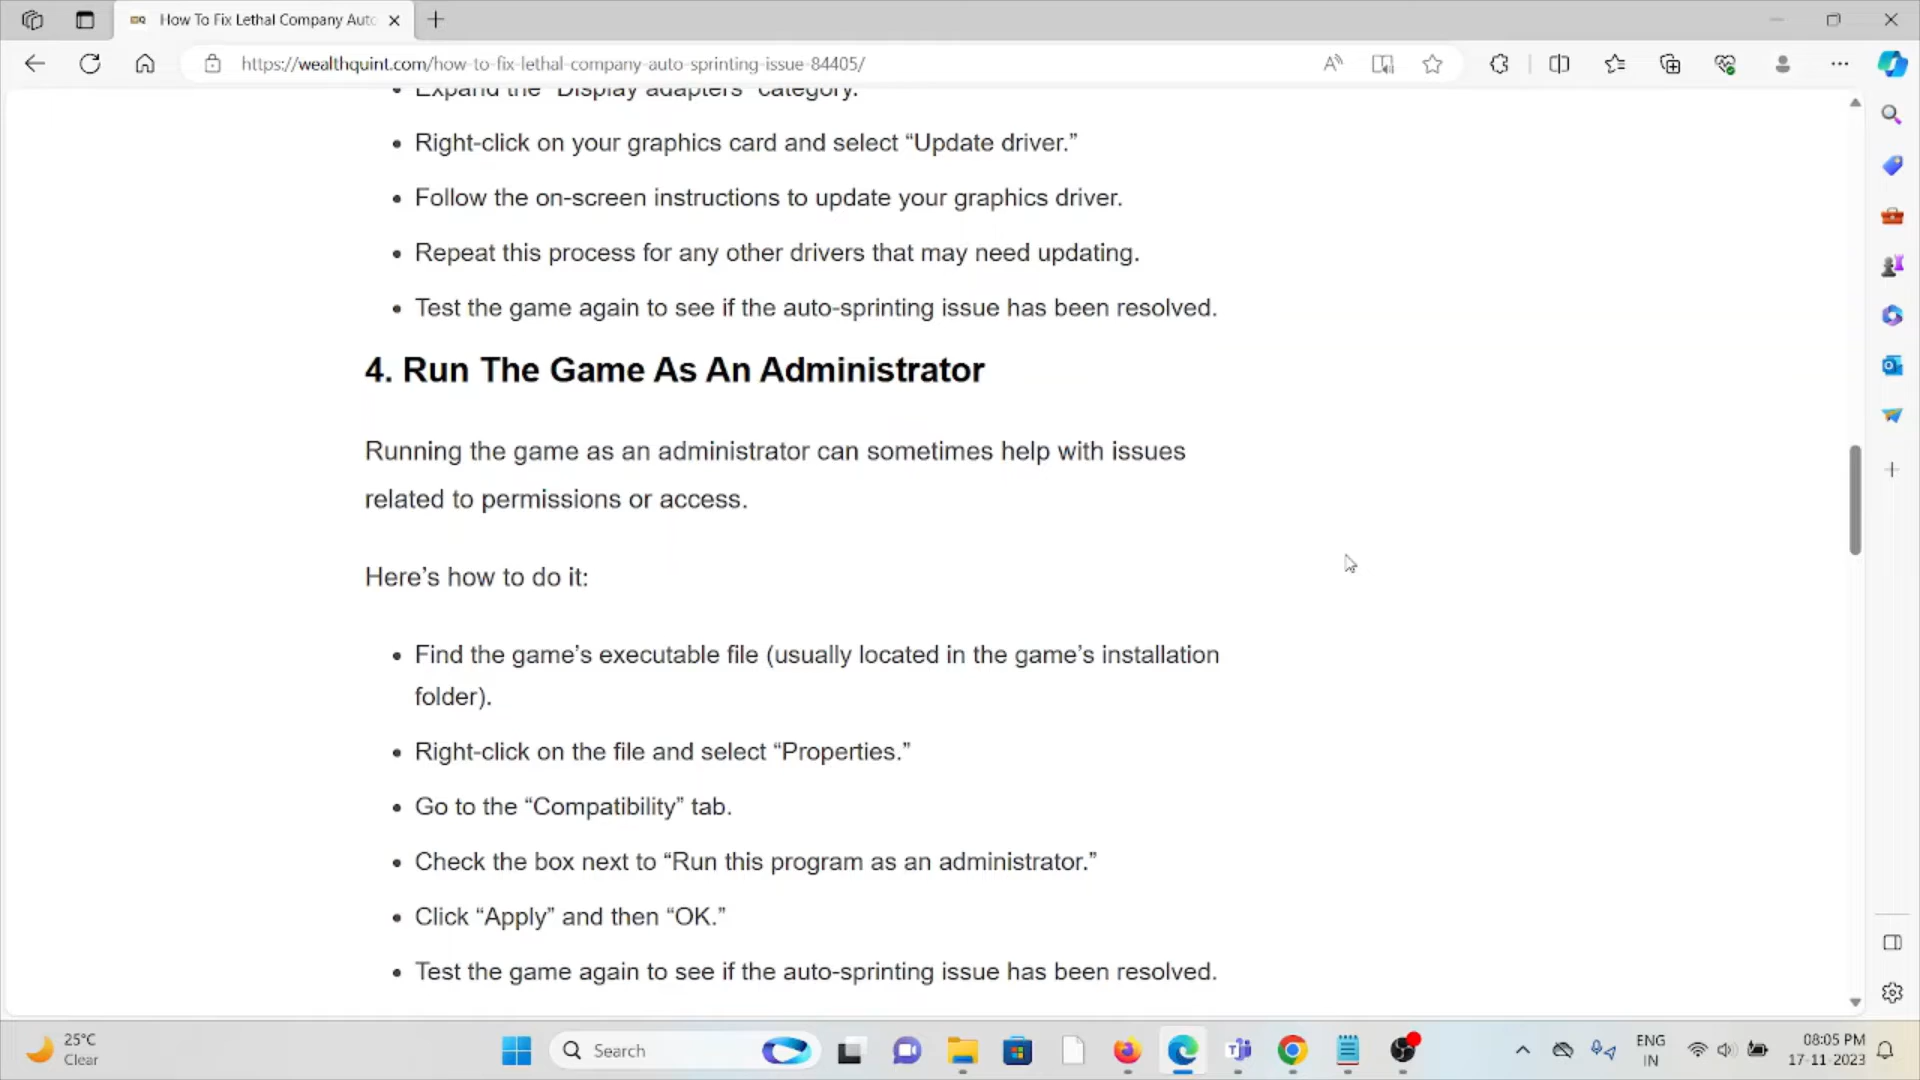 How To Fix Lethal Company Auto
https://wealthquint.com/how-to-fix-lethal-company-auto-sprinting-issue-84405/
• Expand the “Display adapters” category.
• Right-click on your graphics card and select “Update driver.”
• Follow the on-screen instructions to update your graphics driver.
• Repeat this process for any other drivers that may need updating.
• Test the game again to see if the auto-sprinting issue has been resolved.
4. Run The Game As An Administrator
Running the game as an administrator can sometimes help with issues
related to permissions or access.
Here’s how to do it:
• Find the game’s executable file (usually located in the game’s installation
folder).
• Right-click on the file and select “Properties.”
• Go to the “Compatibility” tab.
• Check the box next to “Run this program as an administrator.”
• Click “Apply” and then “OK.”
• Test the game again to see if the auto-sprinting issue has been resolved.
25°C
Clear
Search
ENG
IN
08:05 PM
17-11-2023